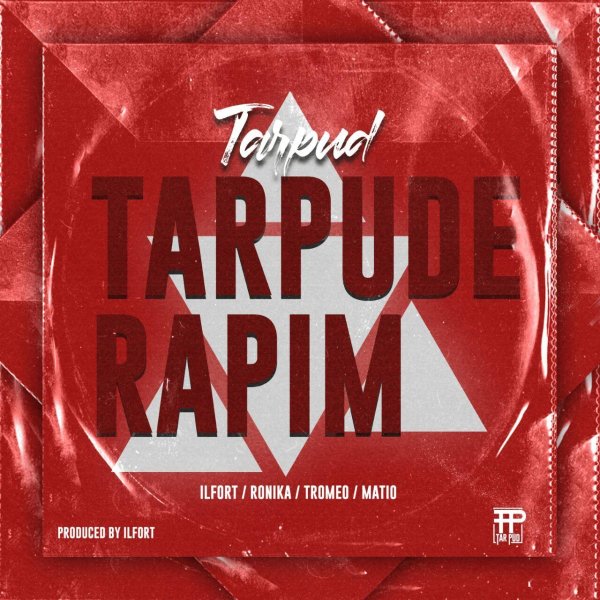 Tarpud
TARPUDE
RAPIM
ILFORT / RONIKA / TROMEO / MATIO
PRODUCED BY ILFORT
TP
TAR PUD